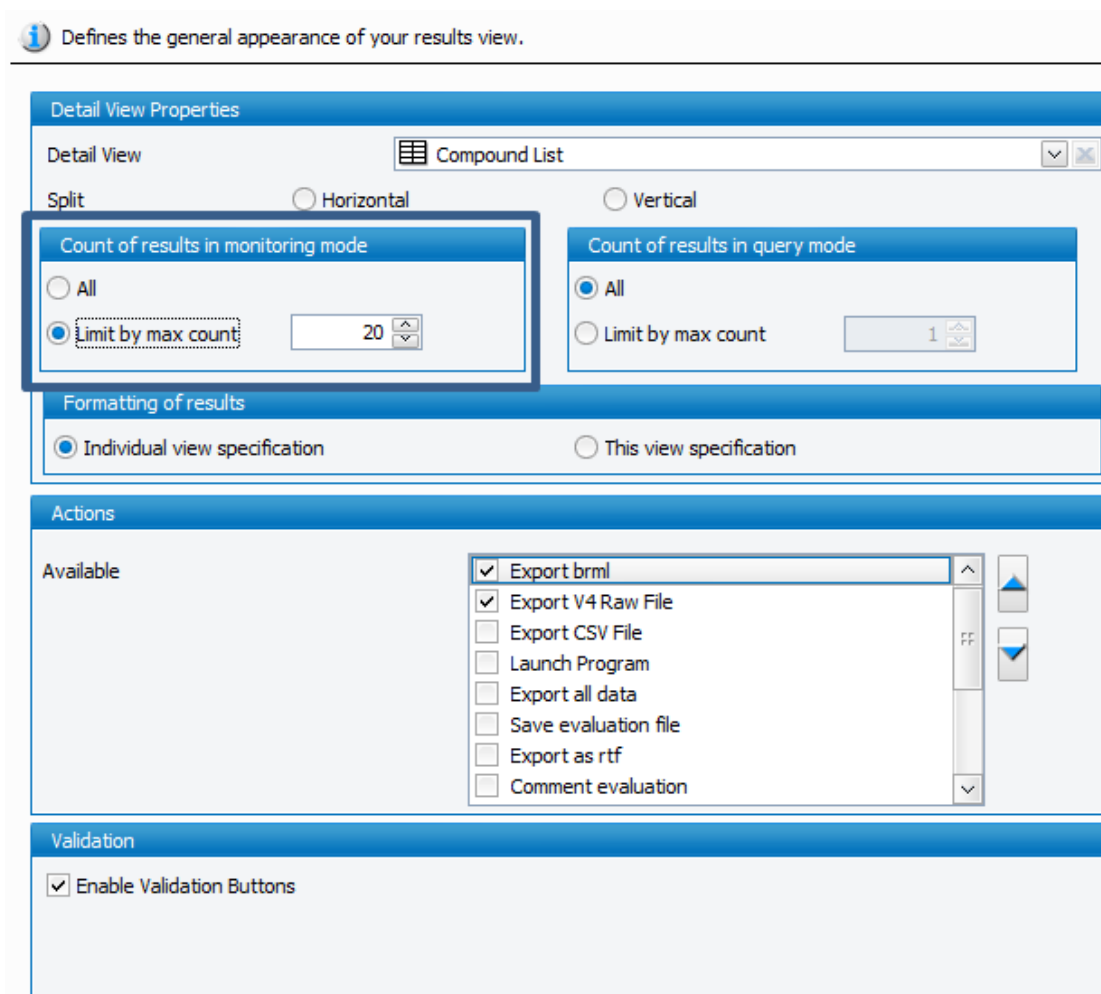 Defines the general appearance of your results view.
Detail View Properties
Detail View Compound List
Split Horizontal Vertical
Count of results in monitoring mode Count of results in query mode
All All
Limit by max count 20 Limit by max count 1
Formatting of results
Individual view specification This view specification
Actions
Available Export brml
Export V4 Raw File
Export CSV File
Launch Program
Export all data
Save evaluation file
Export as rtf
Comment evaluation
Validation
Enable Validation Buttons